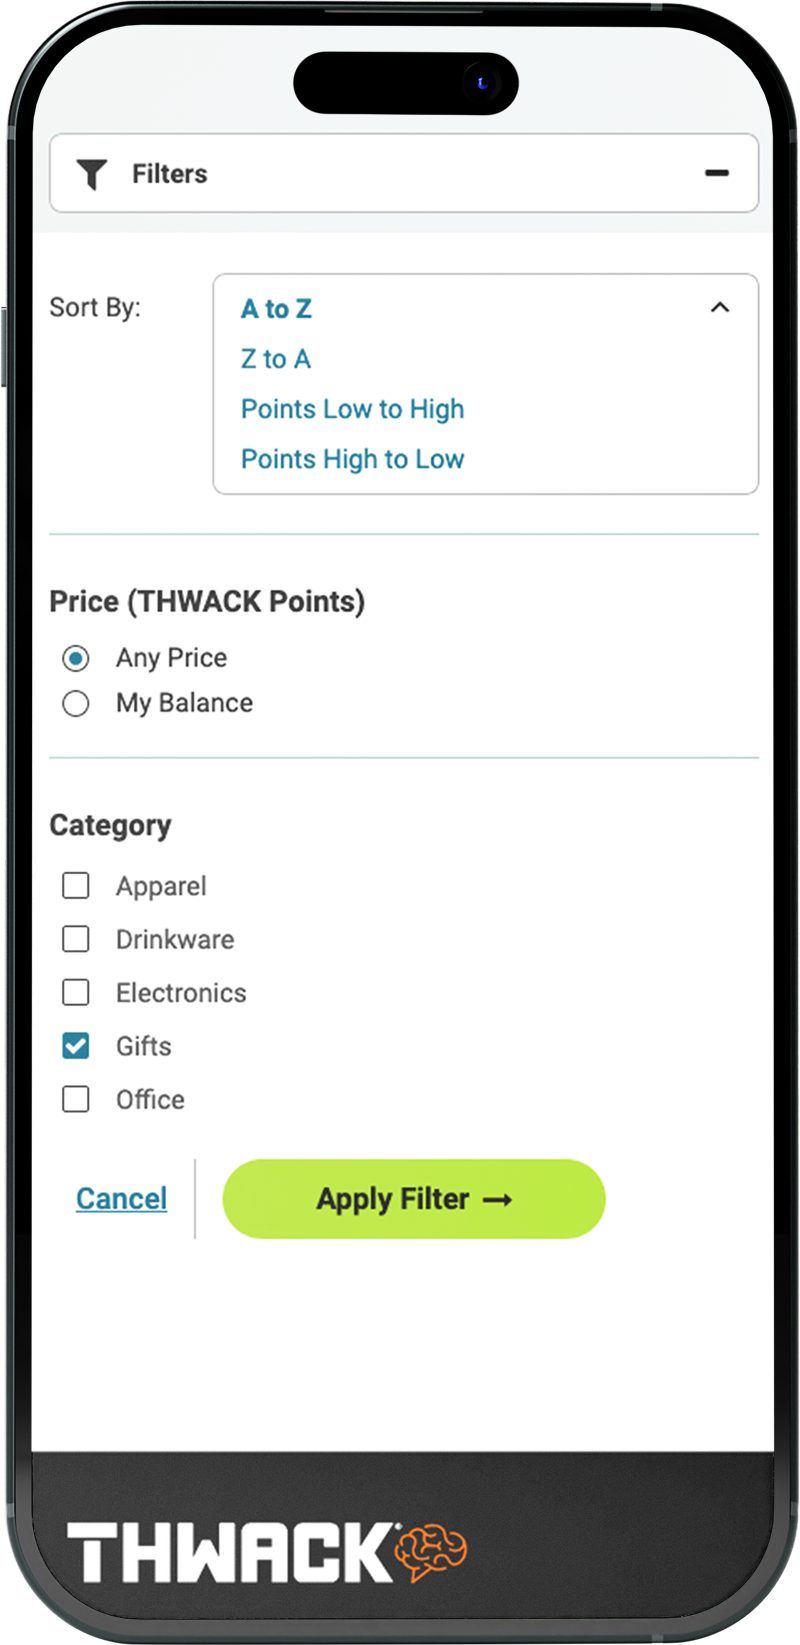 Filters
Sort By:
A to Z
Z to A
Points Low to High
Points High to Low
Price (THWACK Points)
Any Price
My Balance
Category
Apparel
Drinkware
Electronics
Gifts
Office
Cancel
Apply Filter →
THWACK